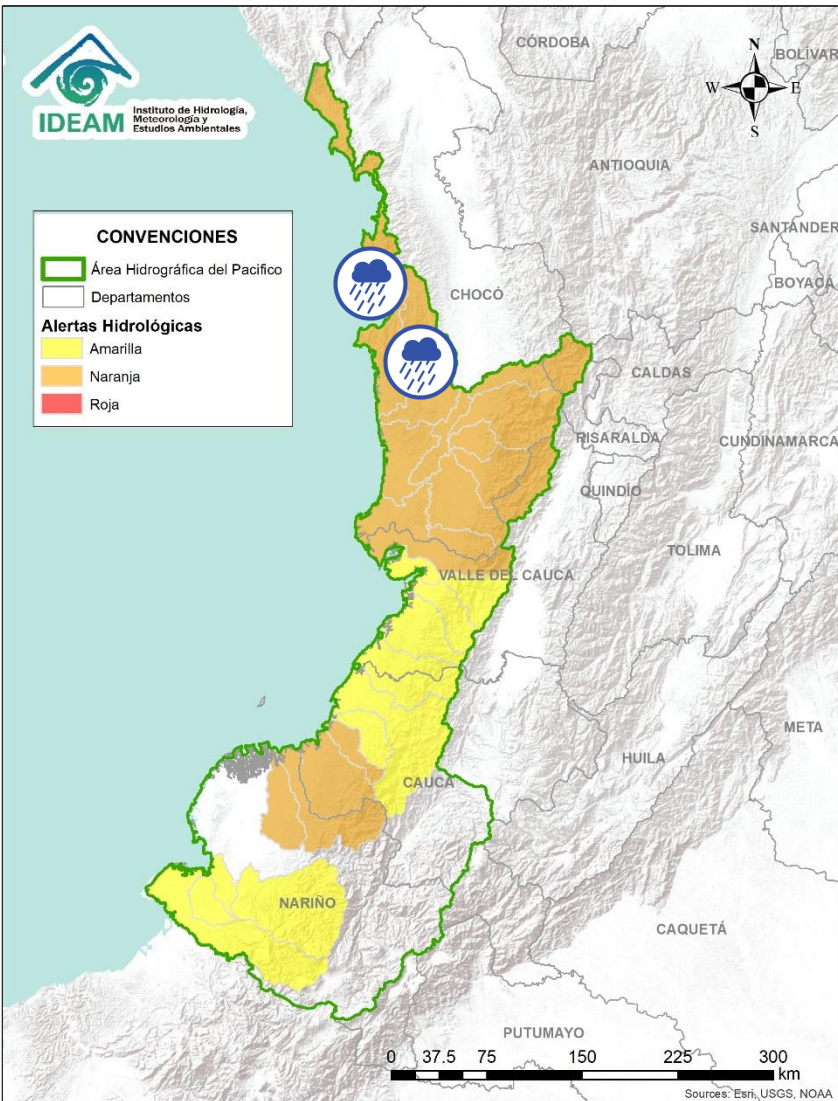 IDEAM
Instituto de Hidrología,
Meteorología y
Estudios Ambientales
CÓRDOBA
BOLÍVAR
N
W
E
S
ANTIOQUIA
SANTANDER
BOYACÁ
CONVENCIONES
Área Hidrográfica del Pacifico
Departamentos
Alertas Hidrológicas
Amarilla
Naranja
Roja
CHOCÓ
CALDAS
RISARALDA
CUNDINAMARCA
QUINDÍO
TOLIMA
VALLE DEL CAUCA
META
HUILA
CAUCA
NARIÑO
CAQUETÁ
PUTUMAYO
0 37.5 75 150 225 300
km
Sources: Esri, USGS, NOAA